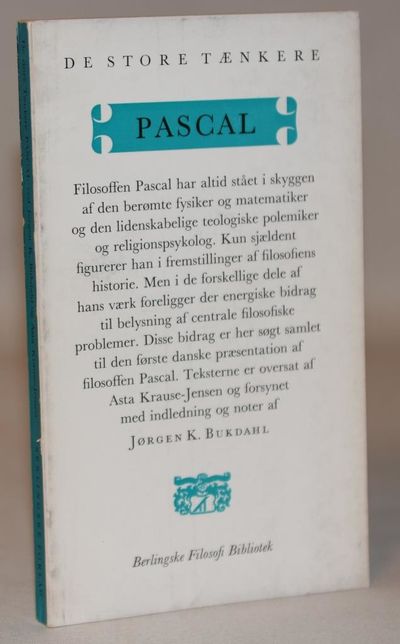 DE STORE TÆNKERE
PASCAL
Filosoffen Pascal har altid stået i skyggen
af den berømte fysiker og matematiker
og den lidenskabelige teologiske polemiker
og religionspsykolog. Kun sjældent
figurerer han i fremstillinger af filosofiens
historie. Men i de forskellige dele af
hans værk foreligger der energiske bidrag
til belysning af centrale filosofiske
problemer. Disse bidrag er her søgt samlet
til den første danske præsentation af
filosoffen Pascal. Teksterne er oversat af
Asta Krause-Jensen og forsynet
med indledning og noter af
JØRGEN K. BUKDAHL
Berlingske Filosofi Bibliotek